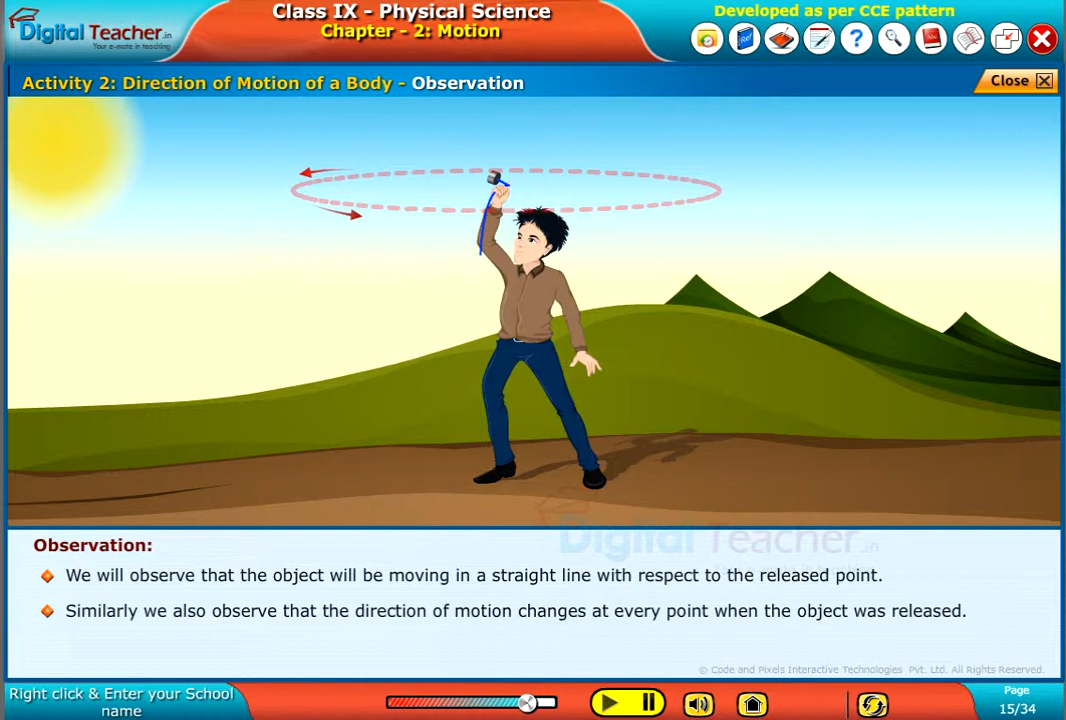 Digital Teacher.in
Your e-mate in teaching
Class IX - Physical Science
Chapter - 2: Motion
Developed as per CCE pattern
Activity 2: Direction of Motion of a Body - Observation
Close
Observation:
We will observe that the object will be moving in a straight line with respect to the released point.
Similarly we also observe that the direction of motion changes at every point when the object was released.
Digital Teacher.in
© Code and Pixels Interactive Technologies Pvt. Ltd. All Rights Reserved.
Right click & Enter your School
name
Page
15/34